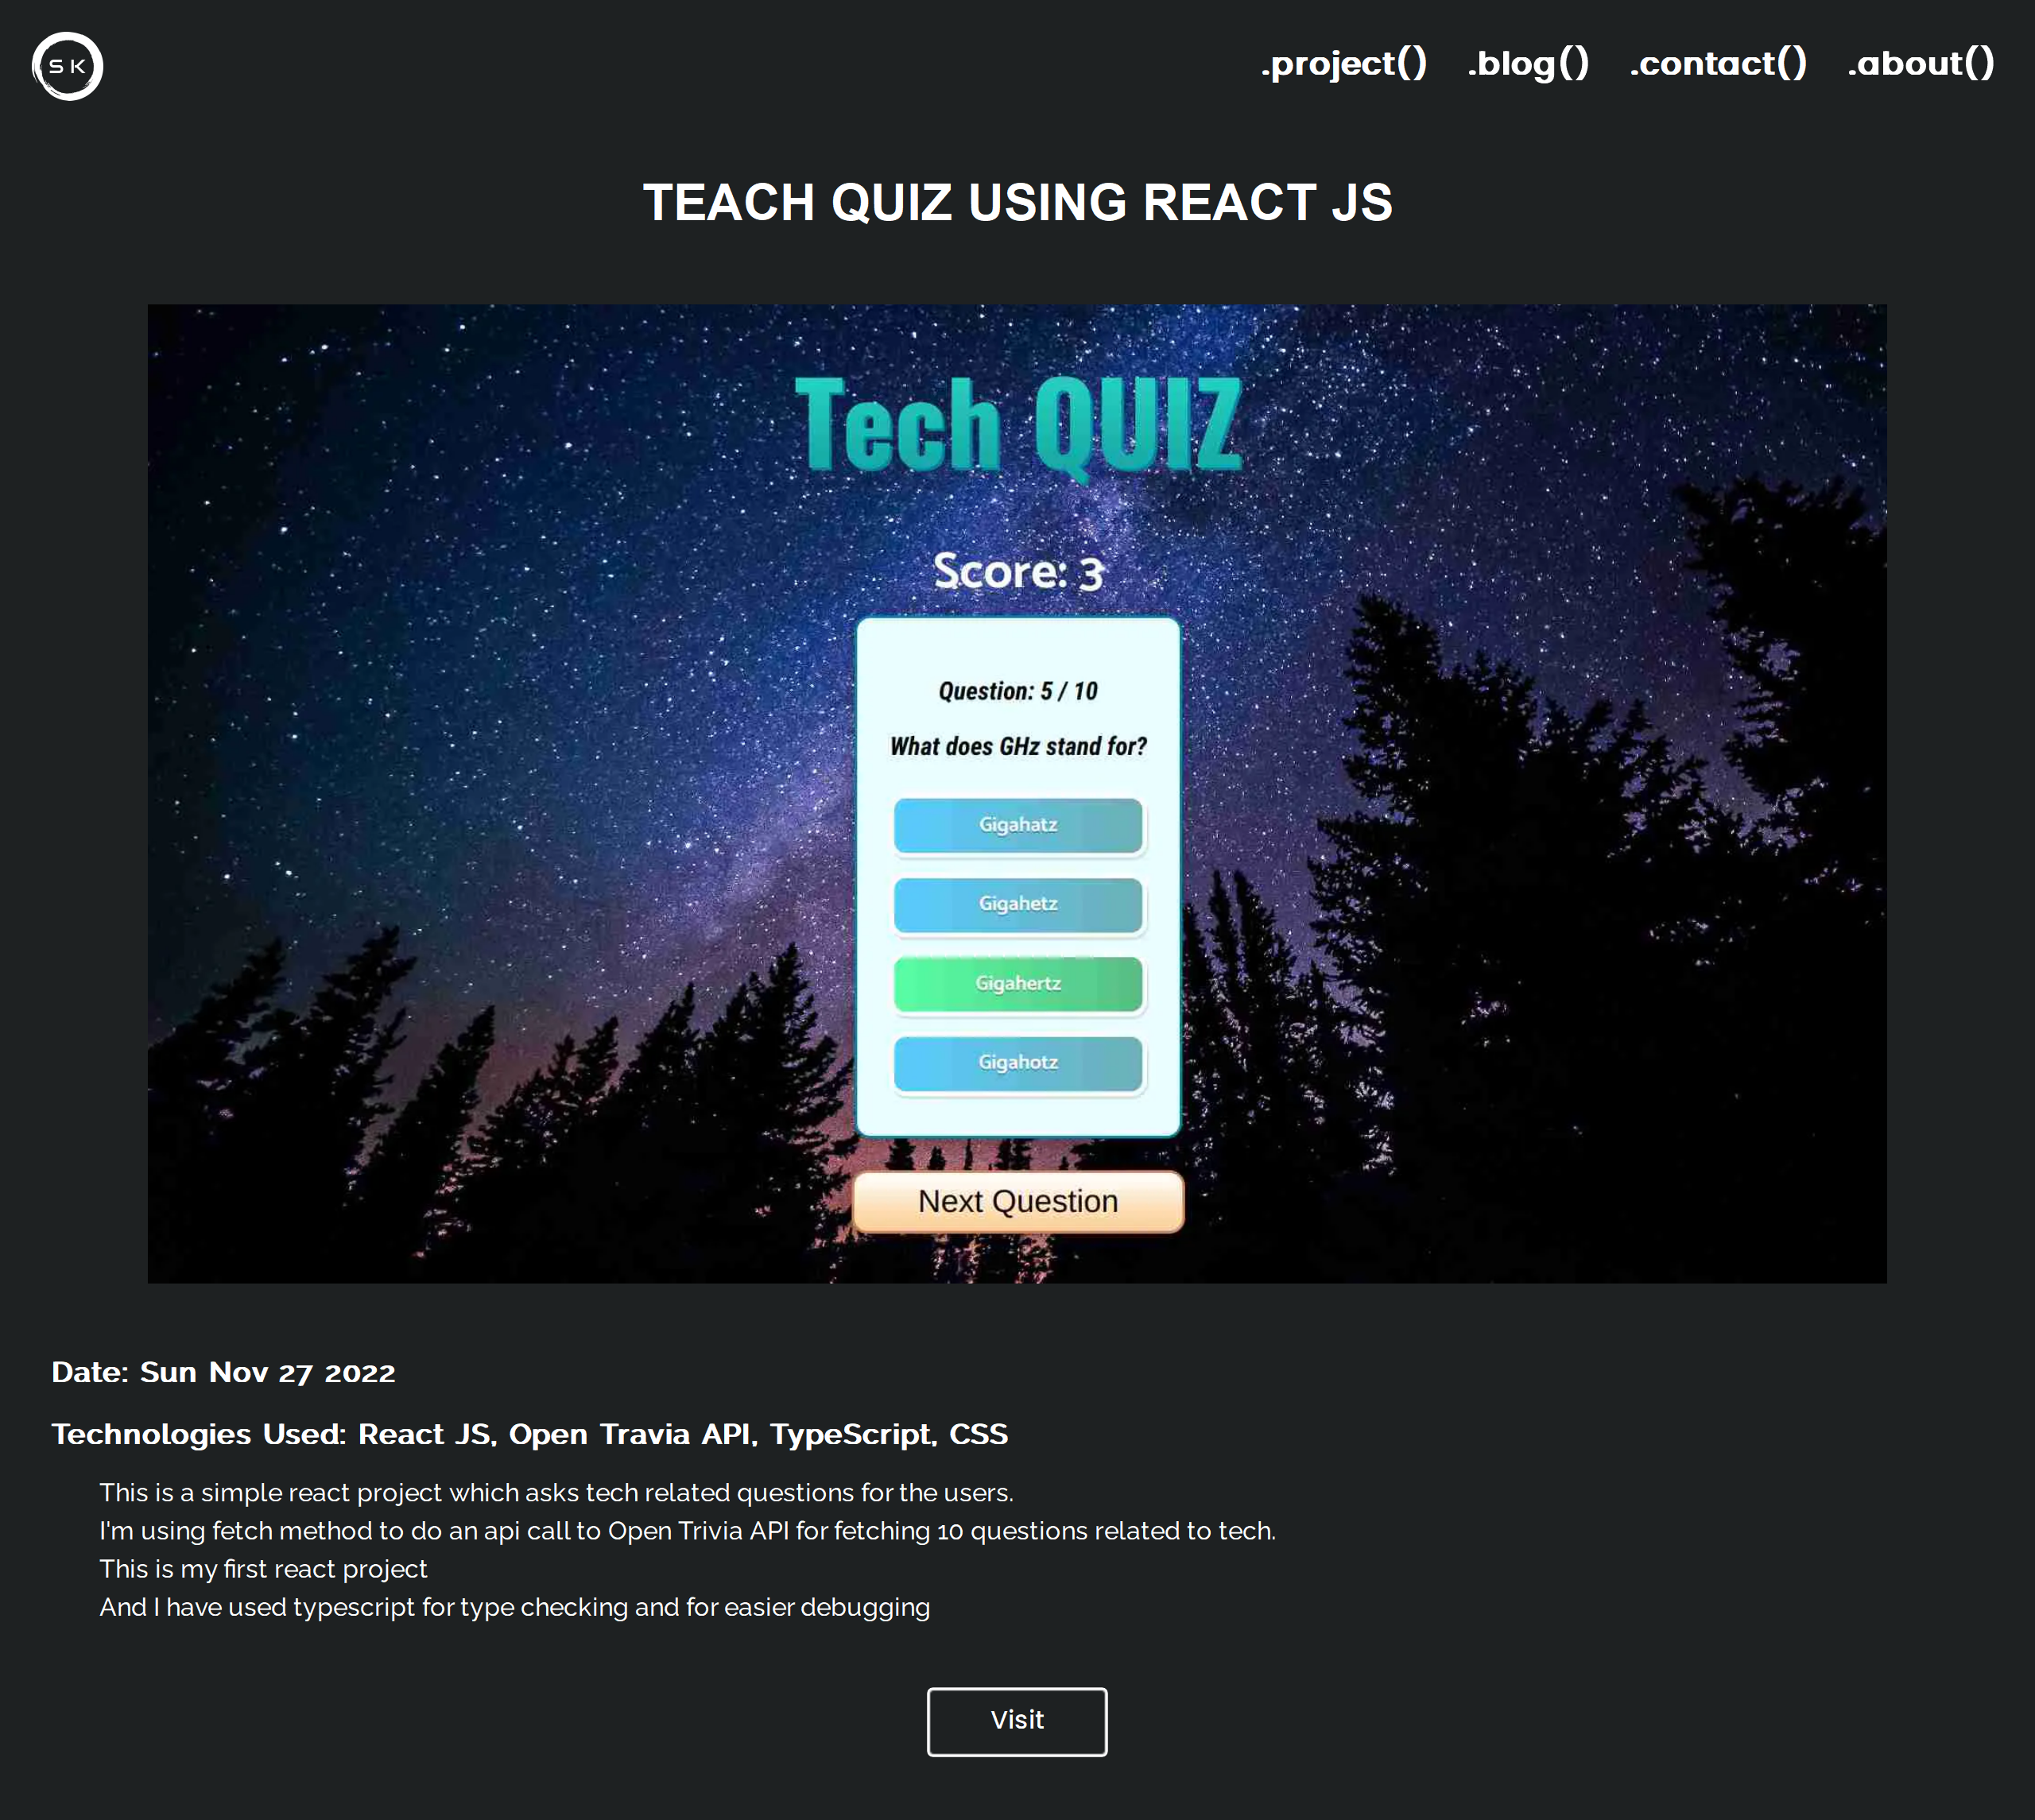 SK
.project() .blog() .contact() .about()
TEACH QUIZ USING REACT JS
Tech QUIZ
Score: 3
Question: 5 / 10
What does GHz stand for?
Gigahatz
Gigahetz
Gigahertz
Gigahotz
Next Question
Date: Sun Nov 27 2022
Technologies Used: React JS, Open Travia API, TypeScript, CSS
This is a simple react project which asks tech related questions for the users.
I'm using fetch method to do an api call to Open Trivia API for fetching 10 questions related to tech.
This is my first react project
And I have used typescript for type checking and for easier debugging
Visit